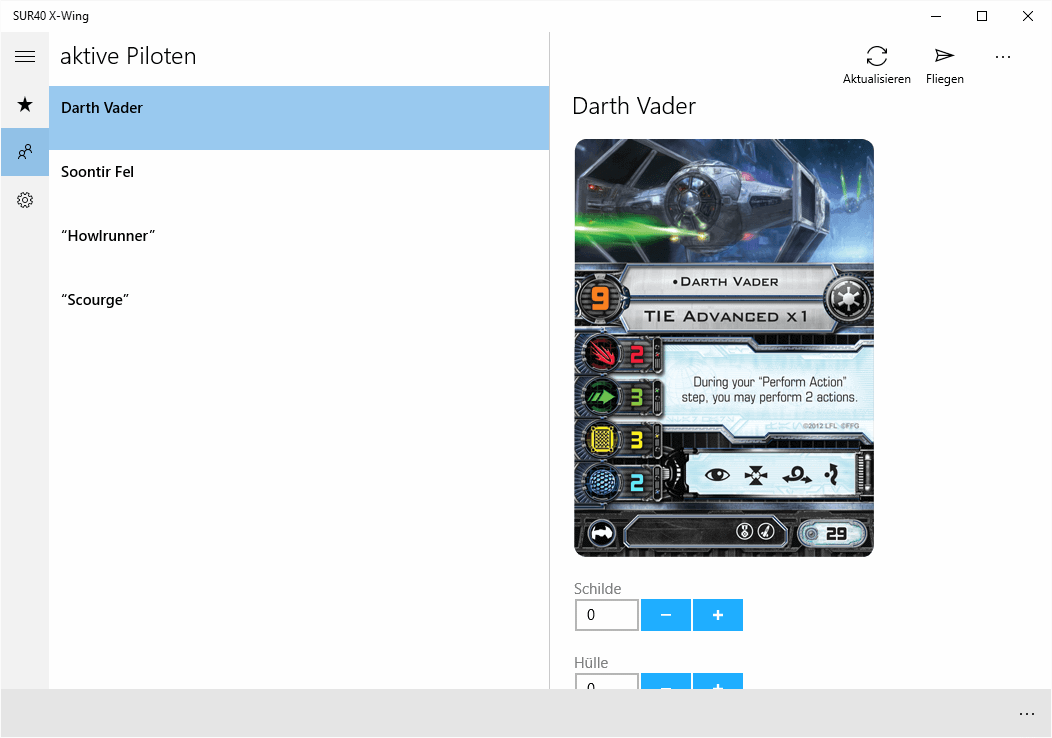 SUR40 X-Wing
aktive Piloten
Aktualisieren
Fliegen
Darth Vader
Soontir Fel
“Howlrunner”
“Scourge”
Darth Vader
•Darth Vader
9
TIE Advanced x1
2
3
3
2
During your “Perform Action”
step, you may perform 2 actions.
©2012 LFL ©FFG
29
Schilde
0
Hülle
0